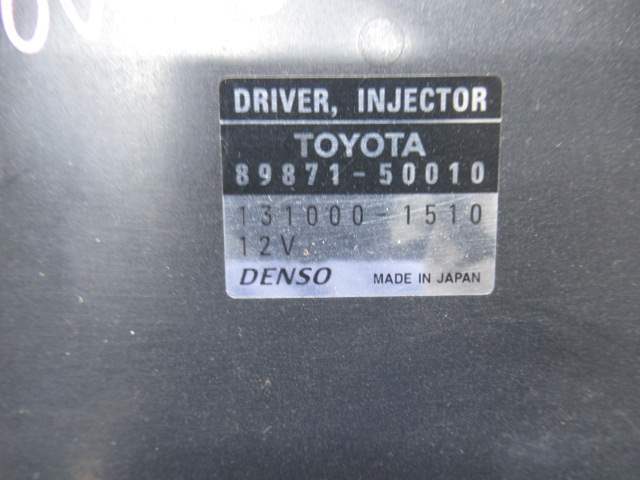 DRIVER, INJECTOR
TOYOTA
89871-50010
131000-1510
12V
DENSO MADE IN JAPAN